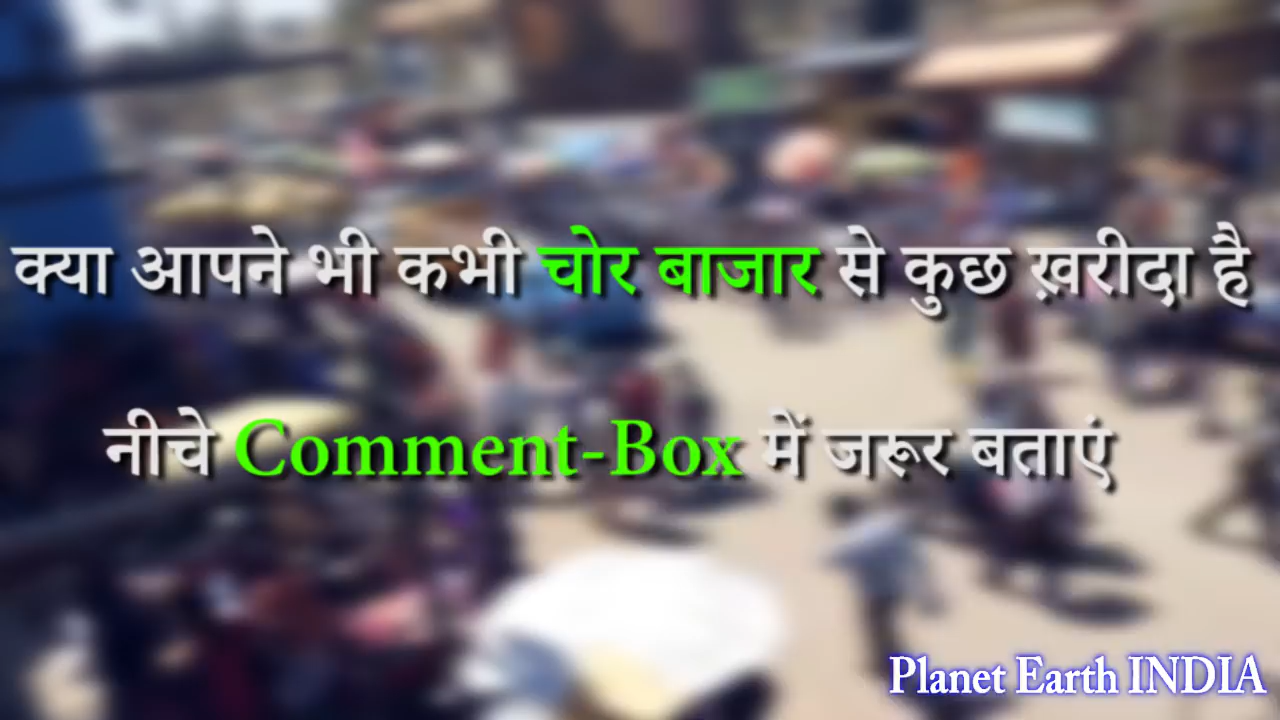 क्या आपने भी कभी चोर बाजार से कुछ ख़रीदा है
नीचे Comment-Box में जरूर बताएं
Planet Earth INDIA